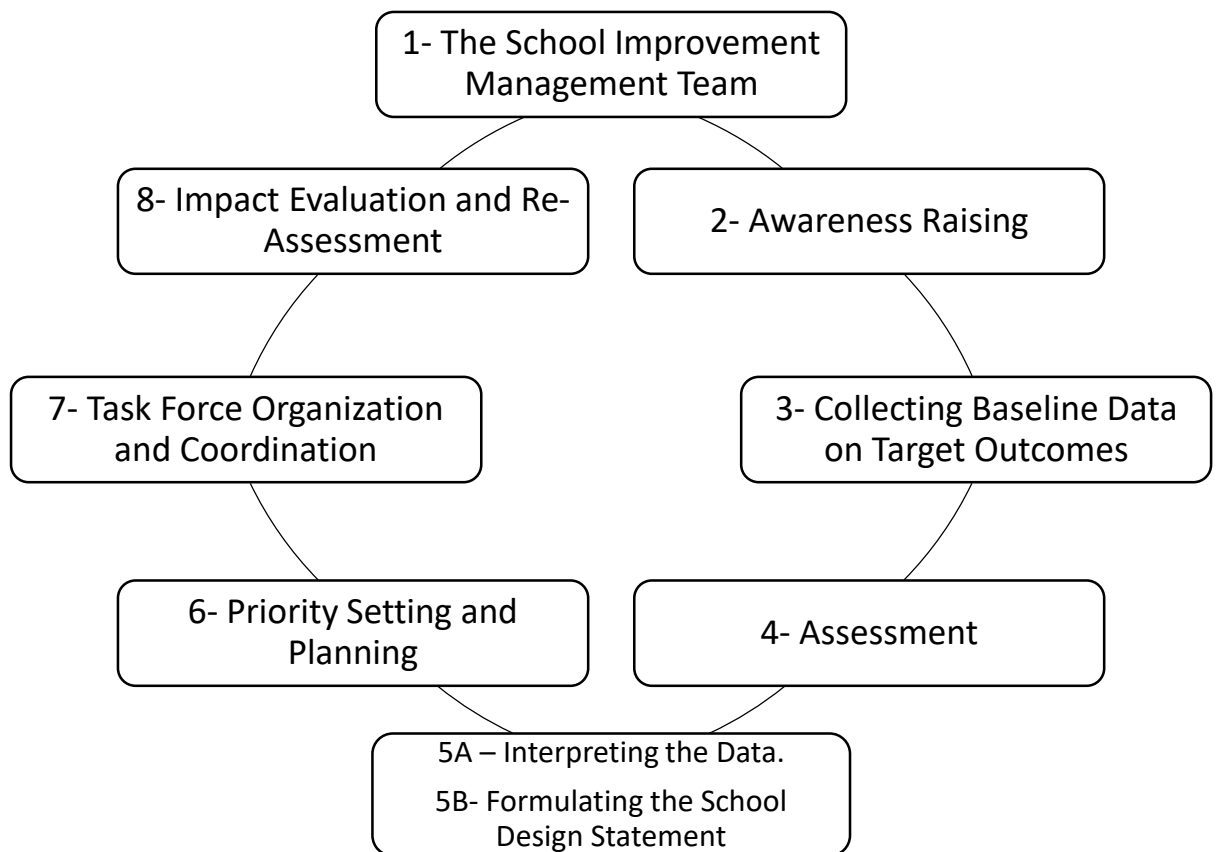 1- The School Improvement
Management Team
8- Impact Evaluation and Re-
Assessment
2- Awareness Raising
7- Task Force Organization
and Coordination
3- Collecting Baseline Data
on Target Outcomes
6- Priority Setting and
Planning
4- Assessment
5A – Interpreting the Data.
5B- Formulating the School
Design Statement